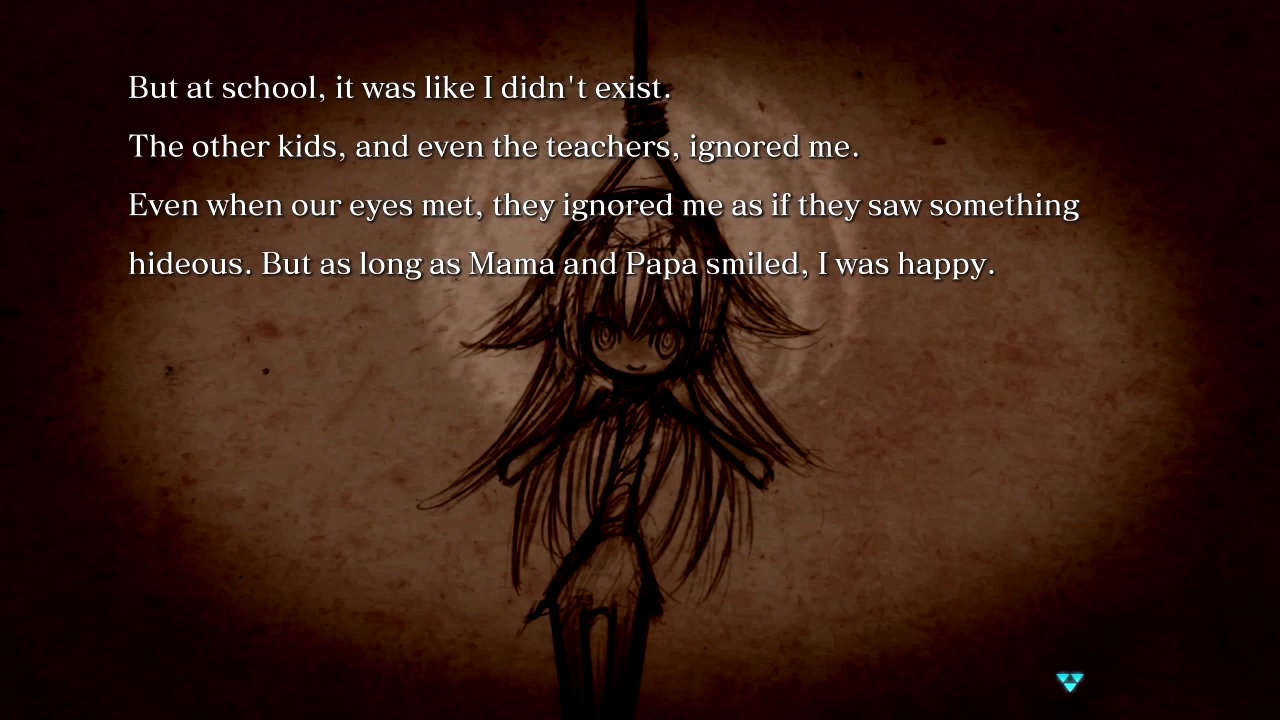 But at school, it was like I didn't exist.
The other kids, and even the teachers, ignored me.
Even when our eyes met, they ignored me as if they saw something
hideous. But as long as Mama and Papa smiled, I was happy.